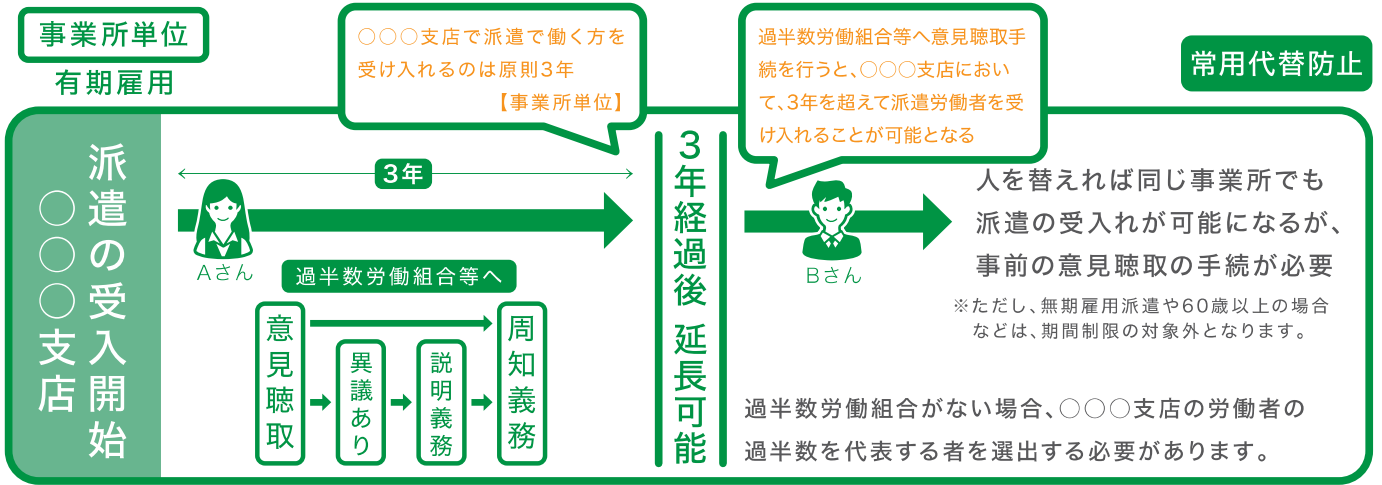 事業所単位
有期雇用
○○○支店で派遣で働く方を
受け入れるのは原則3年
【事業所単位】
過半数労働組合等へ意見聴取手
続を行うと、○○○支店におい
て、3年を超えて派遣労働者を受
け入れることが可能となる
常用代替防止
派遣の受入開始
○○○支店
3年
Aさん
過半数労働組合等へ
意見聴取
異議あり
説明義務
周知義務
3年経過後 延長可能
Bさん
人を替えれば同じ事業所でも
派遣の受入れが可能になるが、
事前の意見聴取の手続が必要
※ただし、無期雇用派遣や60歳以上の場合
などは、期間制限の対象外となります。
過半数労働組合がない場合、○○○支店の労働者の
過半数を代表する者を選出する必要があります。